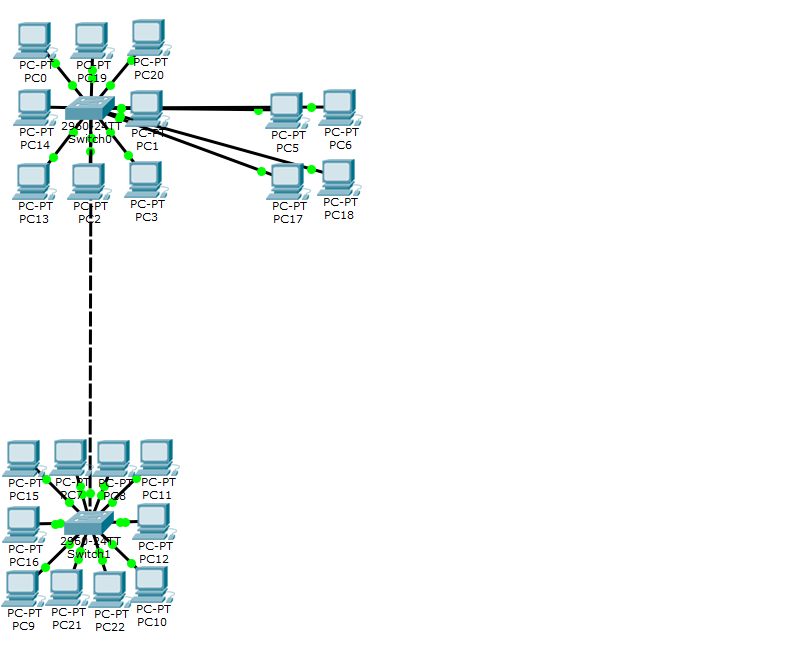 PC-PT
PC0
PC-PT
PC19
PC-PT
PC20
PC-PT
PC14
2960-24TT
Switch0
PC-PT
PC1
PC-PT
PC5
PC-PT
PC6
PC-PT
PC13
PC-PT
PC2
PC-PT
PC3
PC-PT
PC17
PC-PT
PC18
PC-PT
PC15
PC-PT
PC7
PC-PT
PC8
PC-PT
PC11
PC-PT
PC16
2960-24TT
Switch1
PC-PT
PC12
PC-PT
PC9
PC-PT
PC21
PC-PT
PC22
PC-PT
PC10